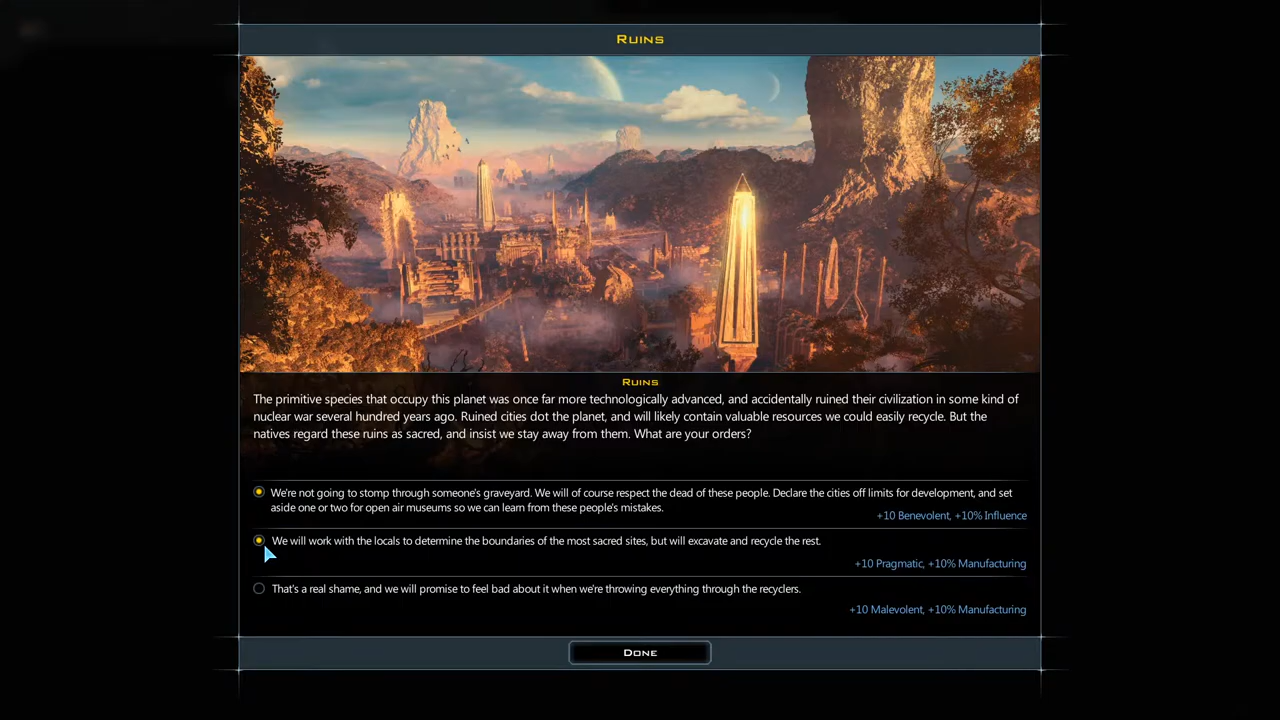 Ruins
Ruins
The primitive species that occupy this planet was once far more technologically advanced, and accidentally ruined their civilization in some kind of
nuclear war several hundred years ago. Ruined cities dot the planet, and will likely contain valuable resources we could easily recycle. But the
natives regard these ruins as sacred, and insist we stay away from them. What are your orders?
We're not going to stomp through someone's graveyard. We will of course respect the dead of these people. Declare the cities off limits for development, and set
aside one or two for open air museums so we can learn from these people's mistakes.
+10 Benevolent, +10% Influence
We will work with the locals to determine the boundaries of the most sacred sites, but will excavate and recycle the rest.
+10 Pragmatic, +10% Manufacturing
That's a real shame, and we will promise to feel bad about it when we're throwing everything through the recyclers.
+10 Malevolent, +10% Manufacturing
Done